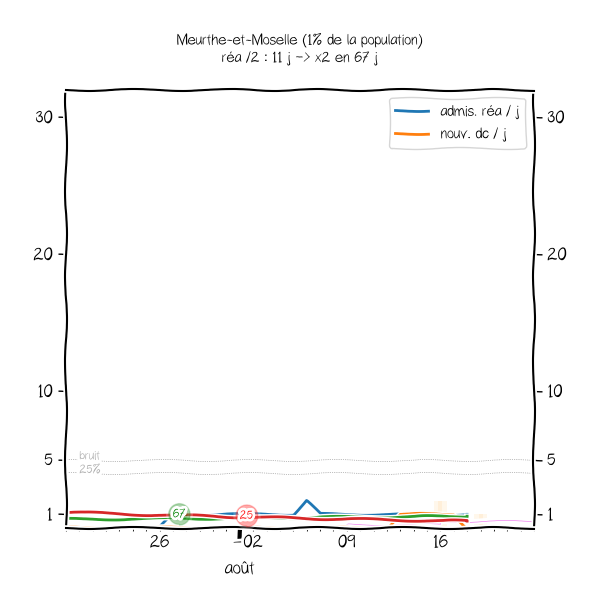 Meurthe-et-Moselle (1% de la population)
réa /2 : 11 j -> x2 en 67 j
admis. réa / j
nouv. dc / j
30
30
20
20
10
10
5
5
bruit
25%
1
1
67
25
26
02
09
16
août